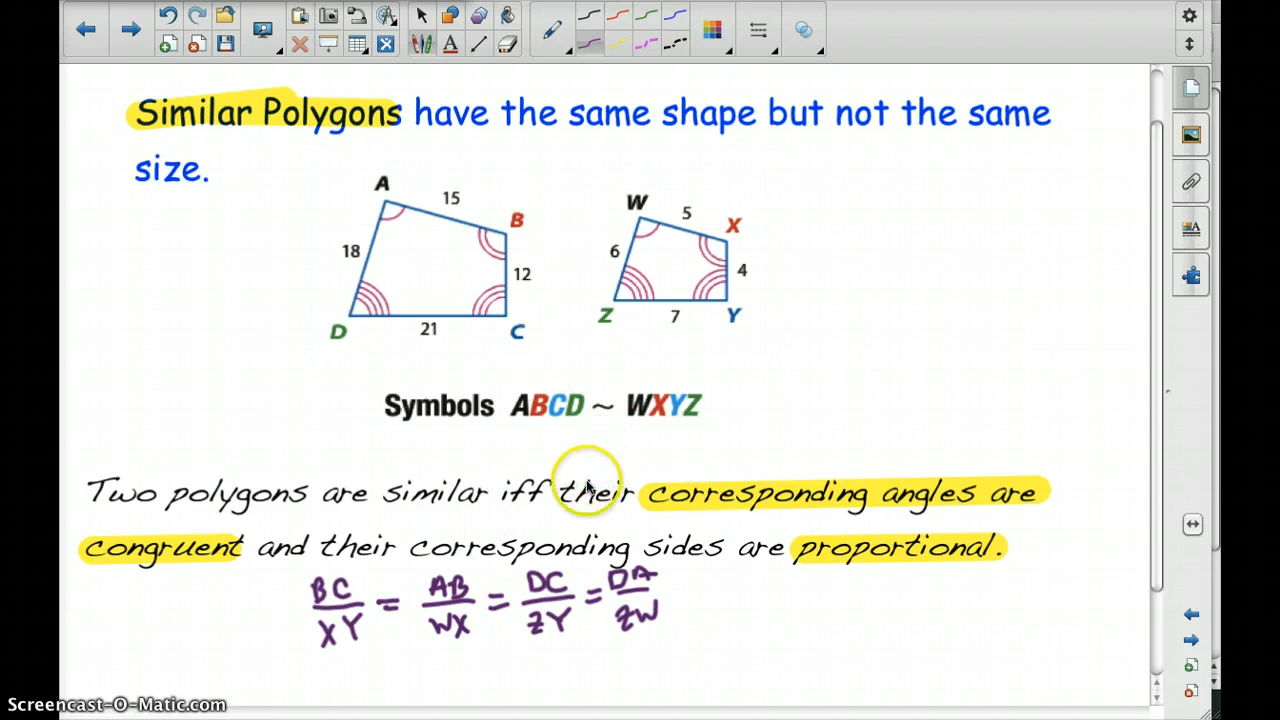 Similar Polygons have the same shape but not the same
size.
A
15
B
18
12
D
21
C
W
5
X
6
4
Z
7
Y
Symbols ABCD ~ WXYZ
Two polygons are similar iff their corresponding angles are
congruent and their corresponding sides are proportional.
BC/XY = AB/WX = DC/ZY = DA/ZW
Screencast-O-Matic.com